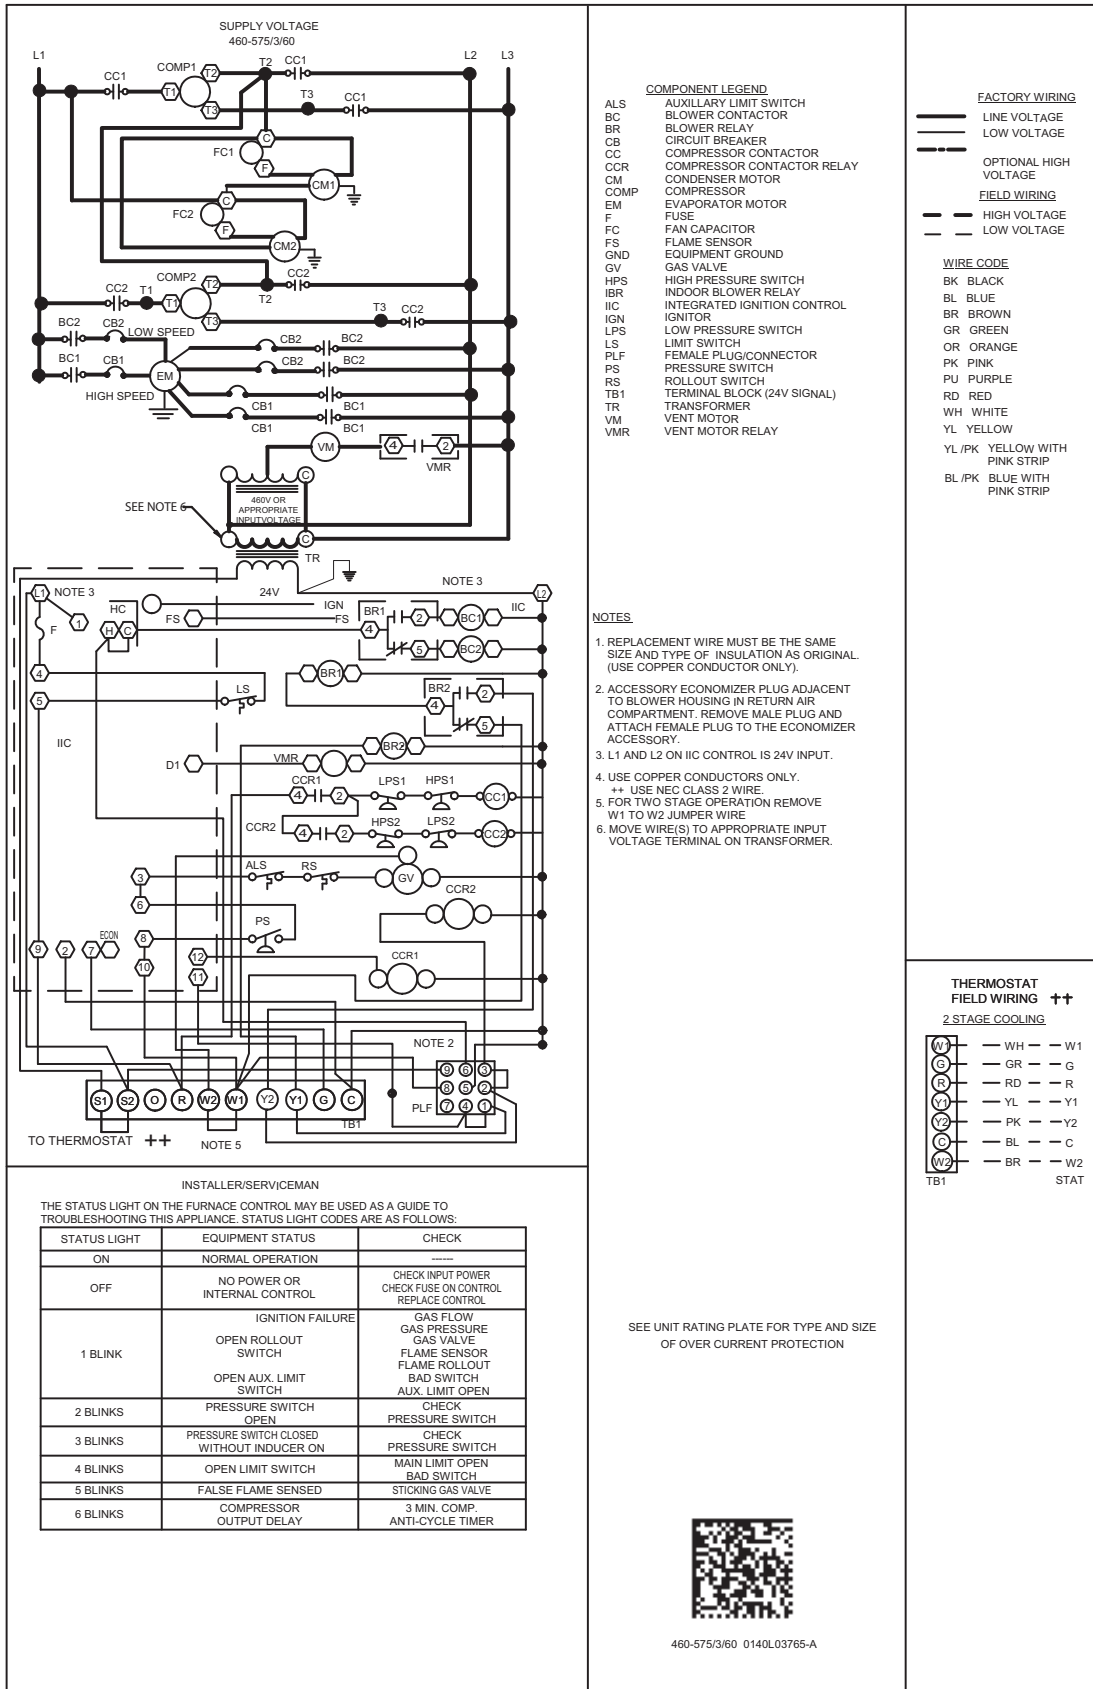 SUPPLY VOLTAGE
460-575/3/60
L1
L2
L3
CC1
COMP1
T2
T1
T3
T2
CC1
T3
CC1
FC1
C
F
CM1
FC2
C
F
CM2
CC2
T1
COMP2
T1
T2
T3
T2
CC2
T3
CC2
BC2
CB2
LOW SPEED
CB2
BC2
BC1
CB1
EM
CB2
BC2
HIGH SPEED
CB1
BC1
CB1
BC1
VM
4
2
VMR
C
460V OR
APPROPRIATE
INPUTVOLTAGE
SEE NOTE 6
C
TR
24V
NOTE 3
L1
NOTE 3
L2
F
1
HC
H
C
IGN
FS
FS
BR1
4
2
5
BC1
BC2
IIC
4
5
LS
BR1
BR2
4
2
5
IIC
BR2
D1
VMR
CCR1
4
2
LPS1
HPS1
CC1
CCR2
4
2
HPS2
LPS2
CC2
ALS
RS
GV
3
6
CCR2
PS
9
2
7
ECON
8
10
12
11
CCR1
NOTE 2
9
6
3
8
5
2
7
4
1
PLF
S1
S2
O
R
W2
W1
Y2
Y1
G
C
TB1
TO THERMOSTAT ++
NOTE 5
COMPONENT LEGEND
ALS AUXILLARY LIMIT SWITCH
BC BLOWER CONTACTOR
BR BLOWER RELAY
CB CIRCUIT BREAKER
CC COMPRESSOR CONTACTOR
CCR COMPRESSOR CONTACTOR RELAY
CM CONDENSER MOTOR
COMP COMPRESSOR
EM EVAPORATOR MOTOR
F FUSE
FC FAN CAPACITOR
FS FLAME SENSOR
GND EQUIPMENT GROUND
GV GAS VALVE
HPS HIGH PRESSURE SWITCH
IBR INDOOR BLOWER RELAY
IIC INTEGRATED IGNITION CONTROL
IGN IGNITOR
LPS LOW PRESSURE SWITCH
LS LIMIT SWITCH
PLF FEMALE PLUG/CONNECTOR
PS PRESSURE SWITCH
RS ROLLOUT SWITCH
TB1 TERMINAL BLOCK (24V SIGNAL)
TR TRANSFORMER
VM VENT MOTOR
VMR VENT MOTOR RELAY
NOTES
1. REPLACEMENT WIRE MUST BE THE SAME
SIZE AND TYPE OF INSULATION AS ORIGINAL.
(USE COPPER CONDUCTOR ONLY).
2. ACCESSORY ECONOMIZER PLUG ADJACENT
TO BLOWER HOUSING IN RETURN AIR
COMPARTMENT. REMOVE MALE PLUG AND
ATTACH FEMALE PLUG TO THE ECONOMIZER
ACCESSORY.
3. L1 AND L2 ON IIC CONTROL IS 24V INPUT.
4. USE COPPER CONDUCTORS ONLY.
++ USE NEC CLASS 2 WIRE.
5. FOR TWO STAGE OPERATION REMOVE
W1 TO W2 JUMPER WIRE
6. MOVE WIRE(S) TO APPROPRIATE INPUT
VOLTAGE TERMINAL ON TRANSFORMER.
FACTORY WIRING
LINE VOLTAGE
LOW VOLTAGE
OPTIONAL HIGH
VOLTAGE
FIELD WIRING
HIGH VOLTAGE
LOW VOLTAGE
WIRE CODE
BK BLACK
BL BLUE
BR BROWN
GR GREEN
OR ORANGE
PK PINK
PU PURPLE
RD RED
WH WHITE
YL YELLOW
YL /PK YELLOW WITH
PINK STRIP
BL /PK BLUE WITH
PINK STRIP
THERMOSTAT
FIELD WIRING ++
2 STAGE COOLING
W1 WH W1
G GR G
R RD R
Y1 YL Y1
Y2 PK Y2
C BL C
W2 BR W2
TB1 STAT
INSTALLER/SERVICEMAN
THE STATUS LIGHT ON THE FURNACE CONTROL MAY BE USED AS A GUIDE TO
TROUBLESHOOTING THIS APPLIANCE. STATUS LIGHT CODES ARE AS FOLLOWS:
STATUS LIGHT EQUIPMENT STATUS CHECK
ON NORMAL OPERATION ------
OFF
NO POWER OR
INTERNAL CONTROL
CHECK INPUT POWER
CHECK FUSE ON CONTROL
REPLACE CONTROL
1 BLINK
IGNITION FAILURE
OPEN ROLLOUT
SWITCH
OPEN AUX. LIMIT
SWITCH
GAS FLOW
GAS PRESSURE
GAS VALVE
FLAME SENSOR
FLAME ROLLOUT
BAD SWITCH
AUX. LIMIT OPEN
2 BLINKS
PRESSURE SWITCH
OPEN
CHECK
PRESSURE SWITCH
3 BLINKS
PRESSURE SWITCH CLOSED
WITHOUT INDUCER ON
CHECK
PRESSURE SWITCH
4 BLINKS
OPEN LIMIT SWITCH
MAIN LIMIT OPEN
BAD SWITCH
5 BLINKS FALSE FLAME SENSED STICKING GAS VALVE
6 BLINKS
COMPRESSOR
OUTPUT DELAY
3 MIN. COMP.
ANTI-CYCLE TIMER
SEE UNIT RATING PLATE FOR TYPE AND SIZE
OF OVER CURRENT PROTECTION
460-575/3/60 0140L03765-A